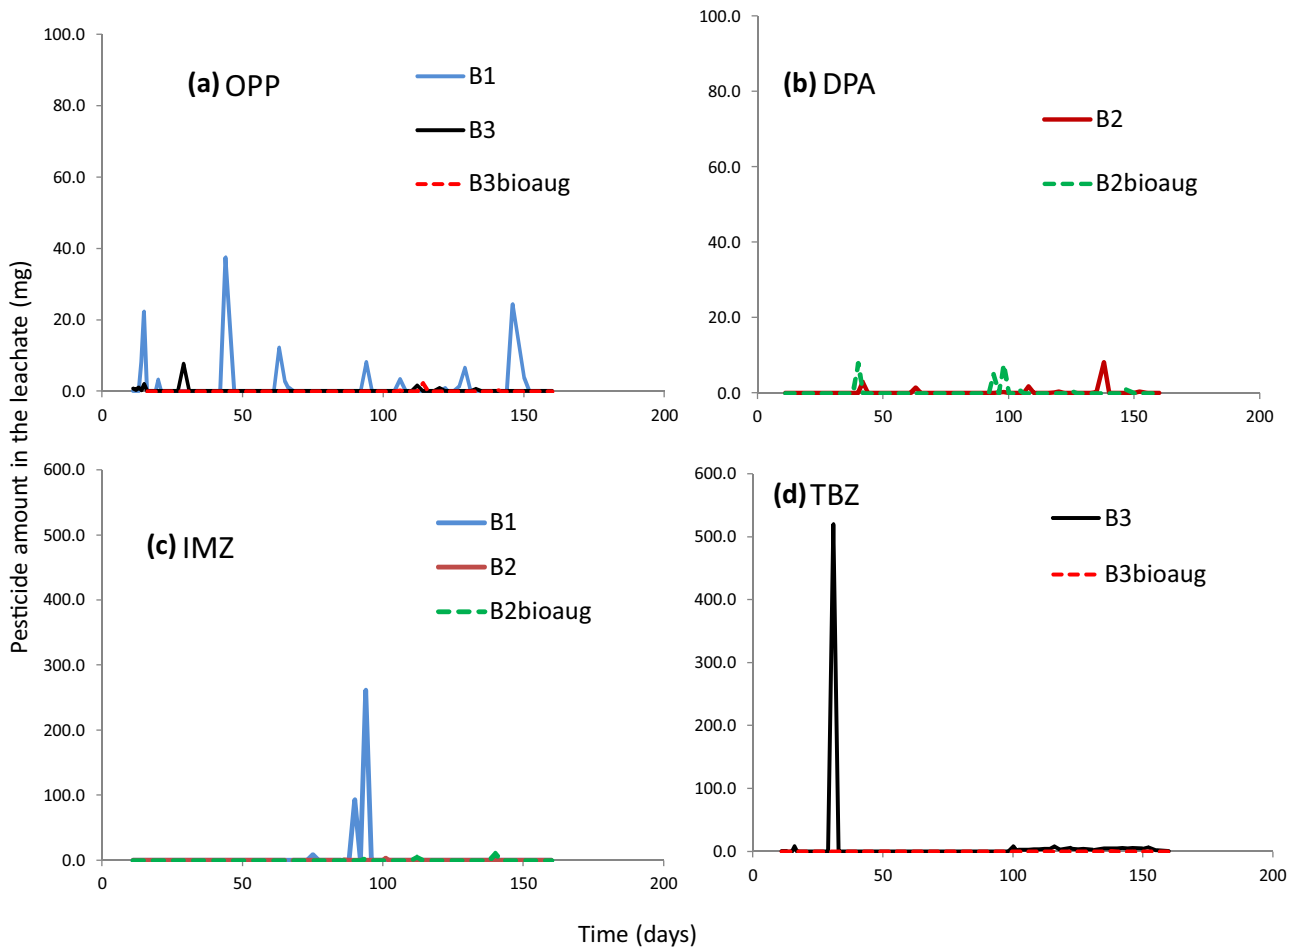 Pesticide amount in the leachate (mg)
100.0
80.0
60.0
40.0
20.0
0.0
0 50 100 150 200
(a) OPP
B1
B3
B3bioaug
100.0
80.0
60.0
40.0
20.0
0.0
0 50 100 150 200
(b) DPA
B2
B2bioaug
600.0
500.0
400.0
300.0
200.0
100.0
0.0
0 50 100 150 200
(c) IMZ
B1
B2
B2bioaug
600.0
500.0
400.0
300.0
200.0
100.0
0.0
0 50 100 150 200
(d) TBZ
B3
B3bioaug
Time (days)